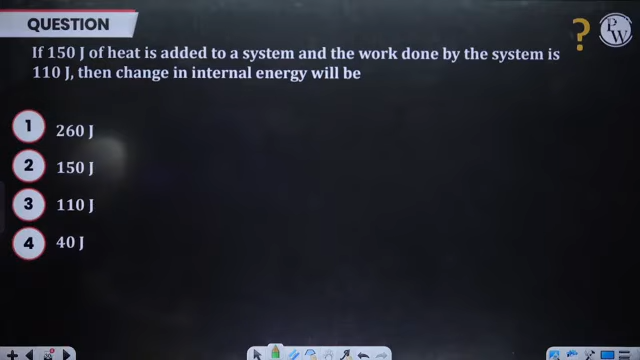 QUESTION
If 150 J of heat is added to a system and the work done by the system is
110 J, then change in internal energy will be
?
PW
1 260 J
2 150 J
3 110 J
4 40 J